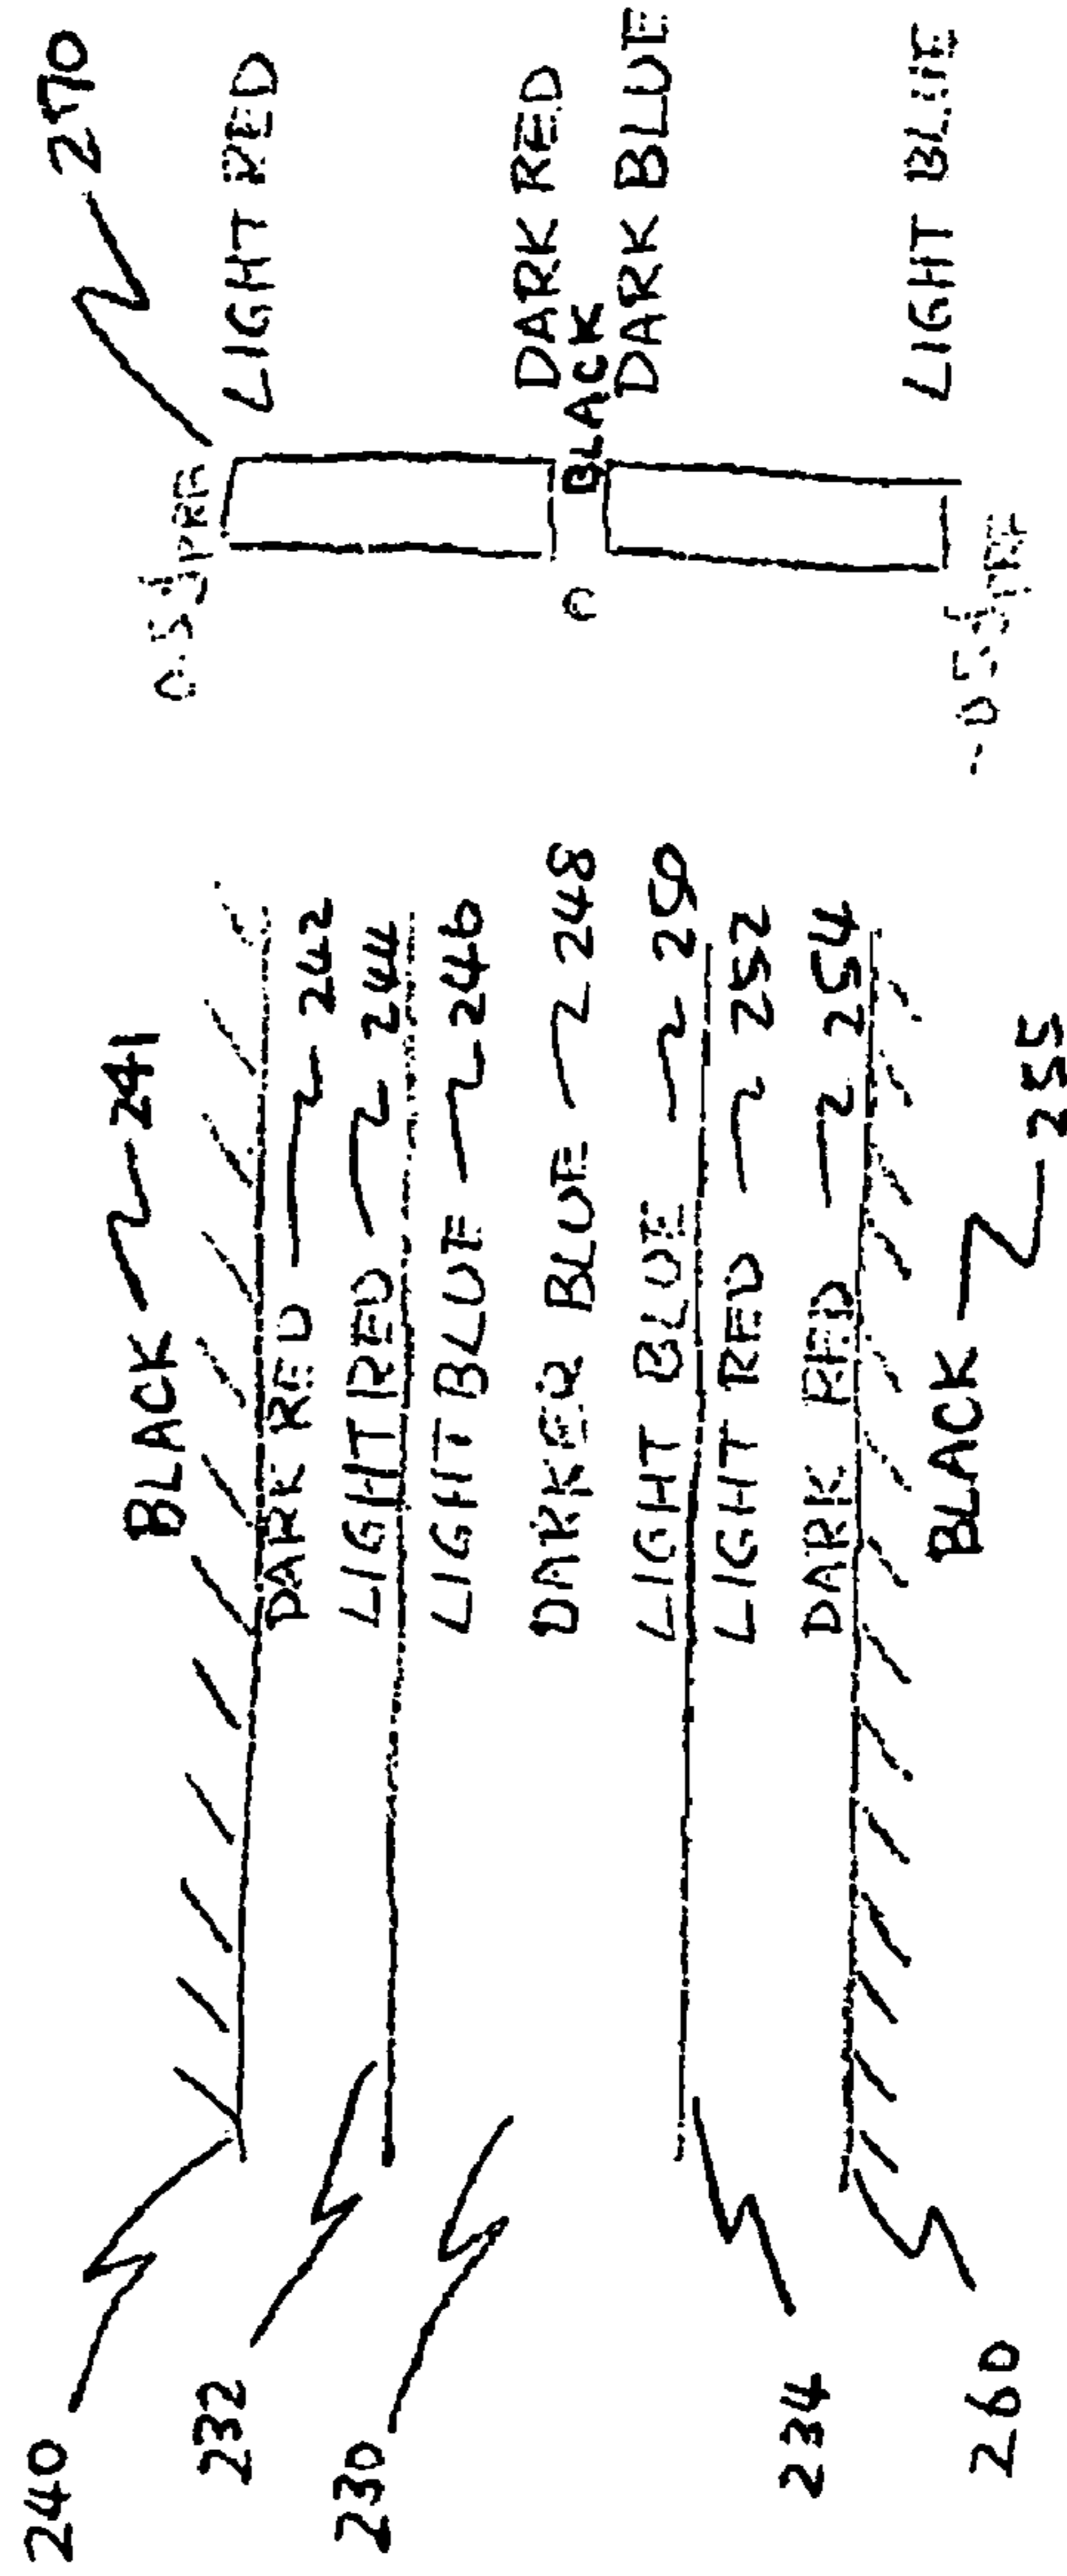 BLACK 241
240
DARK RED 242
232
LIGHT RED 244
LIGHT BLUE 246
230
DARKER BLUE 248
LIGHT BLUE 250
234
LIGHT RED 252
DARK RED 254
260
BLACK 255
270
0.5 fPRF
LIGHT RED
DARK RED
BLACK
DARK BLUE
LIGHT BLUE